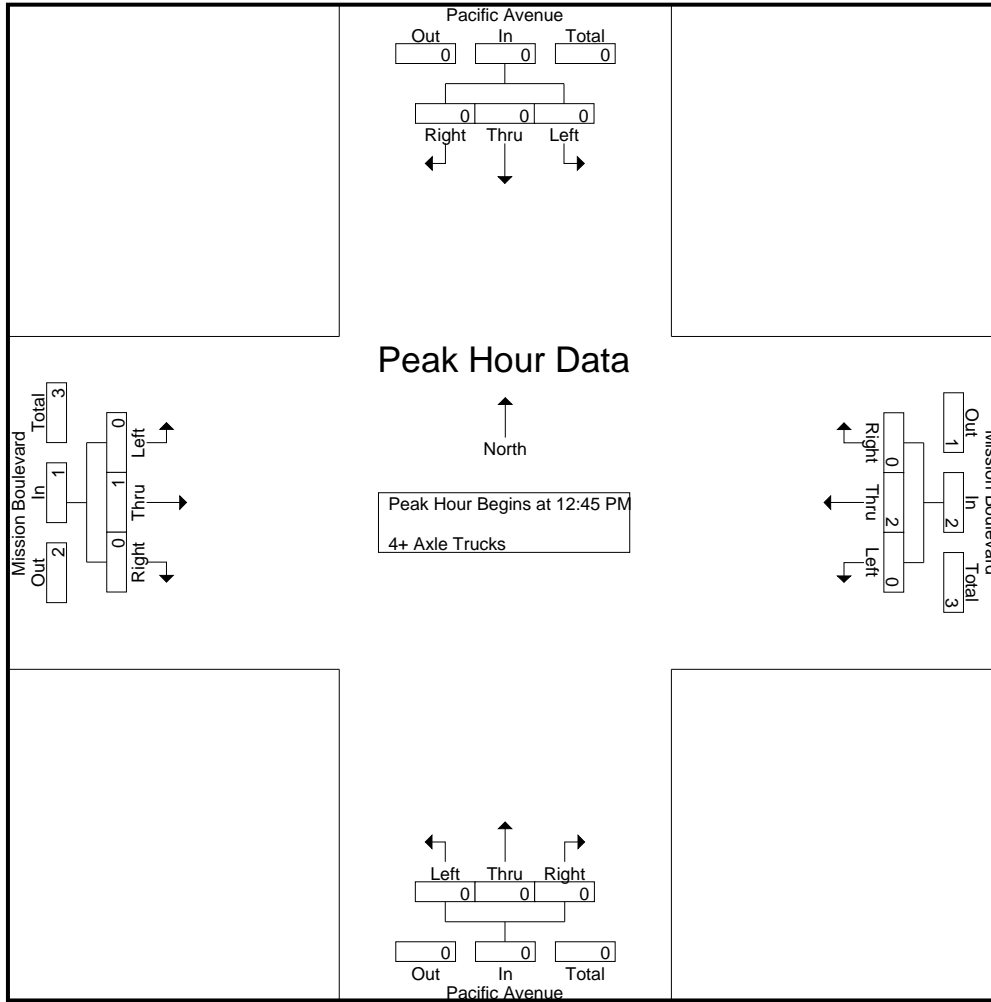 Pacific Avenue
Out In Total
0 0 0
0 0 0
Right Thru Left
Peak Hour Data
North
Peak Hour Begins at 12:45 PM
4+ Axle Trucks
Mission Boulevard
Out In Total
2 1 3
0 1 0
Left Thru Right
Mission Boulevard
Out In Total
1 2 3
0 2 0
Right Thru Left
Left Thru Right
0 0 0
0 0 0
Out In Total
Pacific Avenue